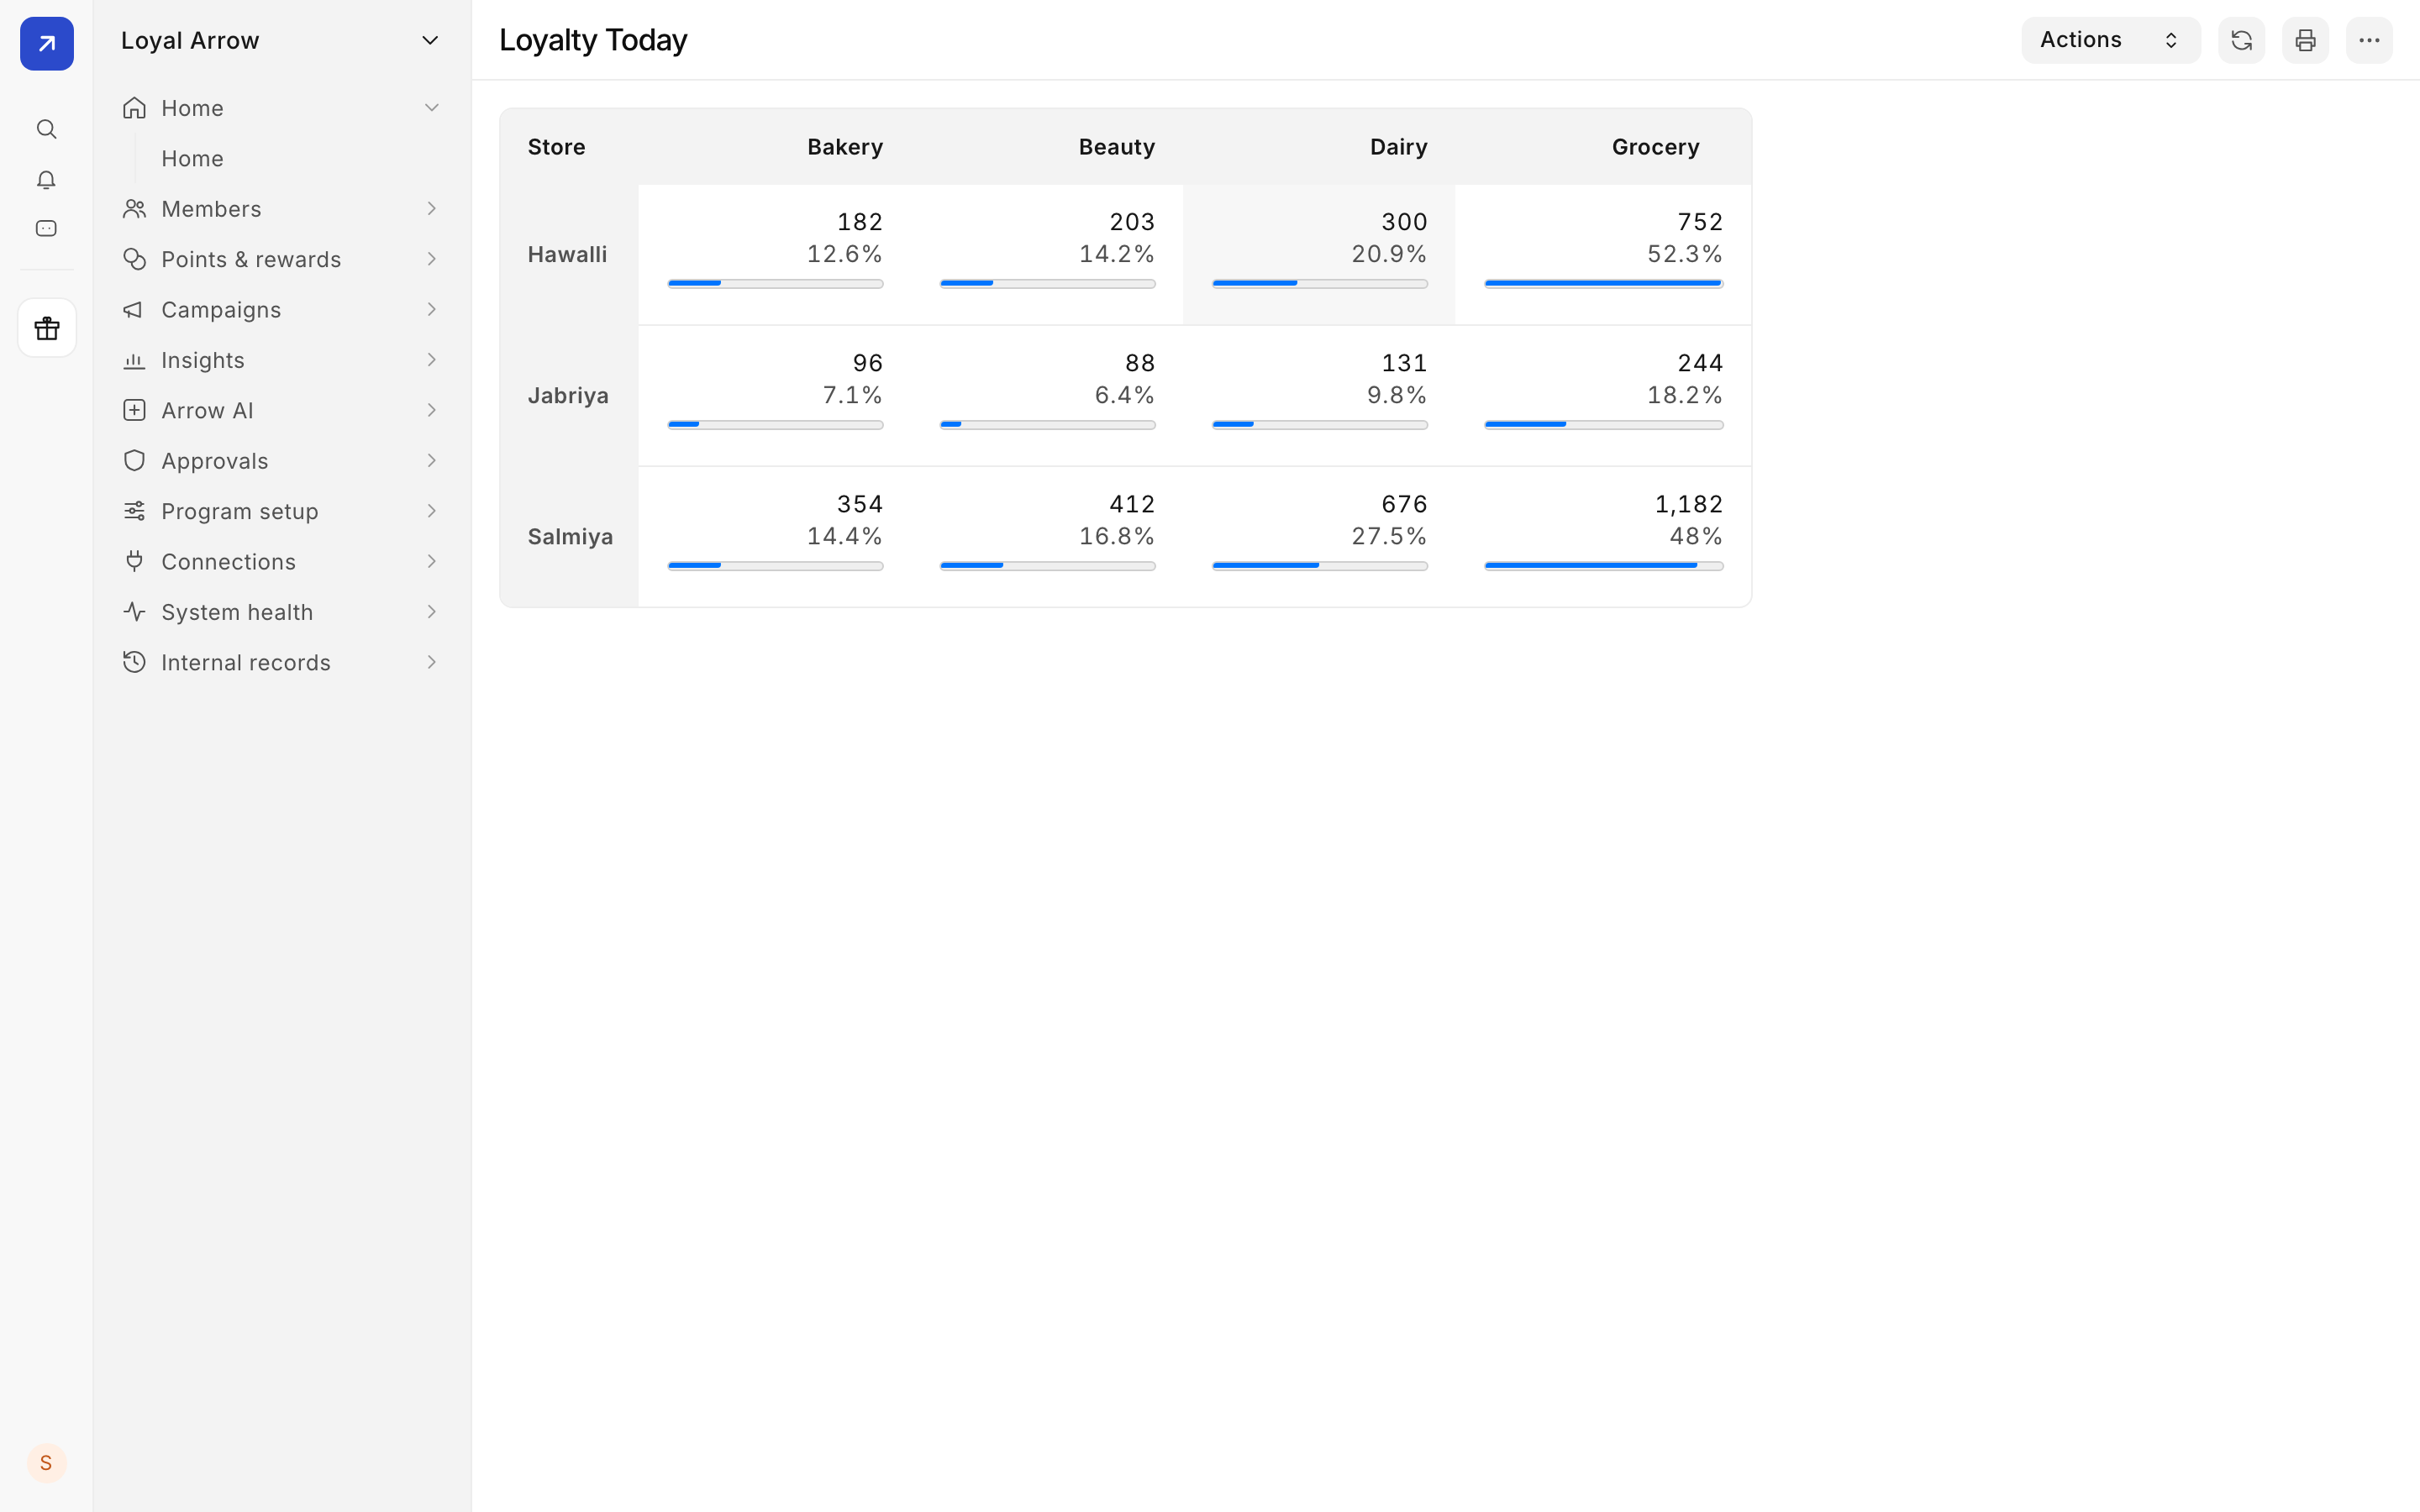 Loyal Arrow
Home
Home
Members
Points & rewards
Campaigns
Insights
Arrow AI
Approvals
Program setup
Connections
System health
Internal records
S
Loyalty Today
Actions
Store Bakery Beauty Dairy Grocery
Hawalli
182 203 300 752
12.6% 14.2% 20.9% 52.3%
Jabriya
96 88 131 244
7.1% 6.4% 9.8% 18.2%
Salmiya
354 412 676 1,182
14.4% 16.8% 27.5% 48%